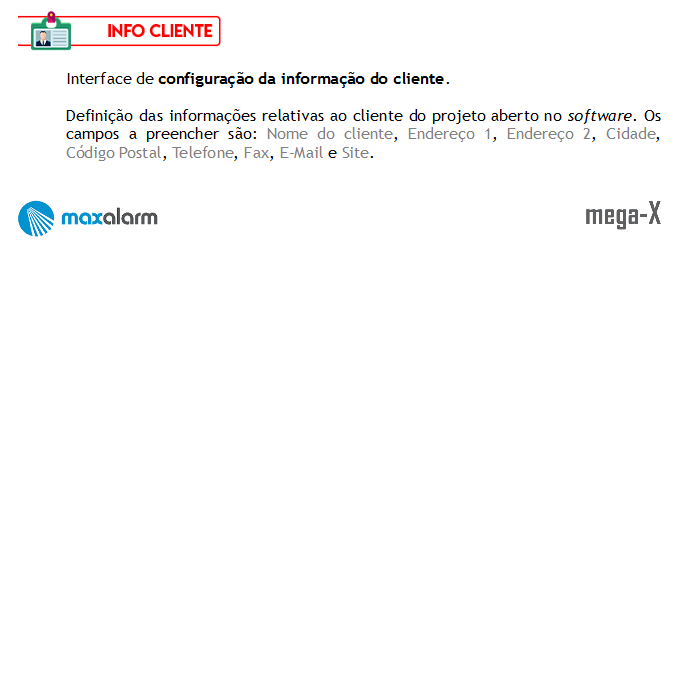 INFO CLIENTE
Interface de configuração da informação do cliente.
Definição das informações relativas ao cliente do projeto aberto no software. Os
campos a preencher são: Nome do cliente, Endereço 1, Endereço 2, Cidade,
Código Postal, Telefone, Fax, E-Mail e Site.
maxalarm
mega-X